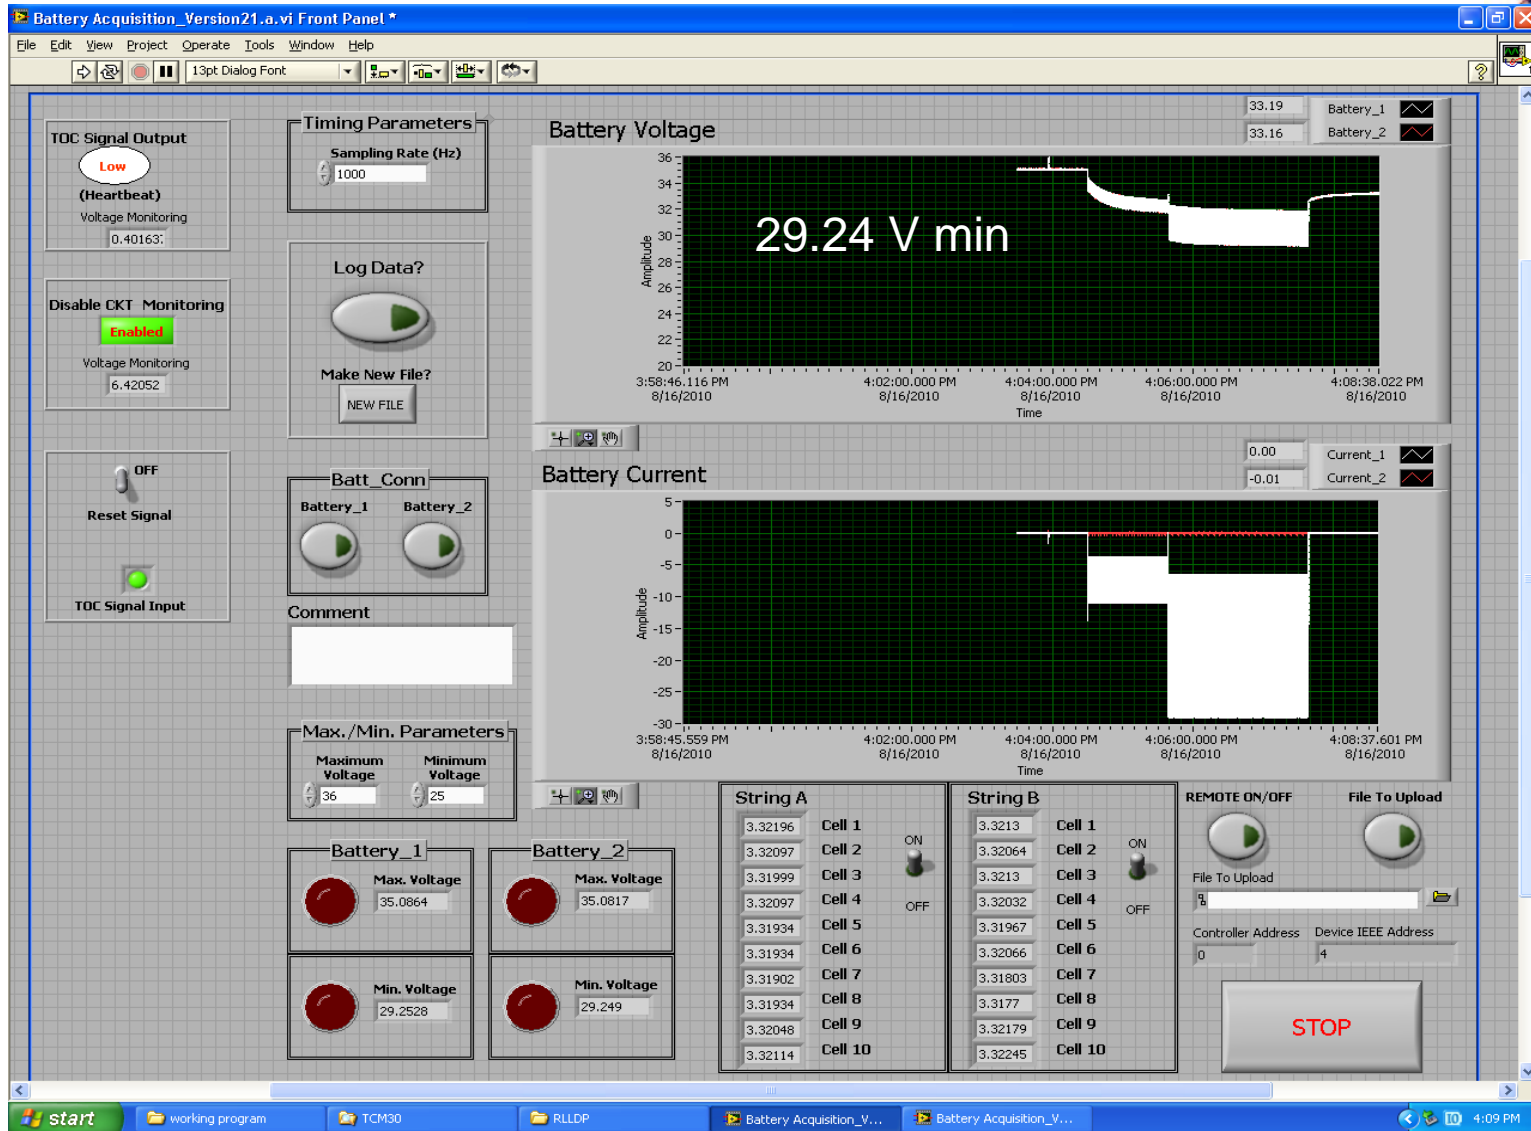 Battery Acquisition_Version21.a.vi Front Panel *
File Edit View Project Operate Tools Window Help
13pt Dialog Font
TOC Signal Output
Low
(Heartbeat)
Voltage Monitoring
0.40163
Disable CKT Monitoring
Enabled
Voltage Monitoring
6.42052
OFF
Reset Signal
TOC Signal Input
Timing Parameters
Sampling Rate (Hz)
1000
Log Data?
Make New File?
NEW FILE
Batt_Conn
Battery_1 Battery_2
Comment
Max./Min. Parameters
Maximum Voltage
36
Minimum Voltage
25
Battery_1
Max. Voltage
35.0864
Min. Voltage
29.2528
Battery_2
Max. Voltage
35.0817
Min. Voltage
29.249
Battery Voltage
33.19 Battery_1
33.16 Battery_2
29.24 V min
Amplitude
36
34
32
30
28
26
24
22
20
3:58:46.116 PM 4:02:00.000 PM 4:04:00.000 PM 4:06:00.000 PM 4:08:38.022 PM
8/16/2010 8/16/2010 8/16/2010 8/16/2010 8/16/2010
Time
Battery Current
0.00 Current_1
-0.01 Current_2
Amplitude
5
0
-5
-10
-15
-20
-25
-30
3:58:45.559 PM 4:02:00.000 PM 4:04:00.000 PM 4:06:00.000 PM 4:08:37.601 PM
8/16/2010 8/16/2010 8/16/2010 8/16/2010 8/16/2010
Time
String A
3.32196 Cell 1
3.32097 Cell 2
3.31999 Cell 3
3.32097 Cell 4
3.31934 Cell 5
3.31934 Cell 6
3.31902 Cell 7
3.31934 Cell 8
3.32048 Cell 9
3.32114 Cell 10
ON
OFF
String B
3.3213 Cell 1
3.32064 Cell 2
3.3213 Cell 3
3.32032 Cell 4
3.31967 Cell 5
3.32066 Cell 6
3.31803 Cell 7
3.3177 Cell 8
3.32179 Cell 9
3.32245 Cell 10
ON
OFF
REMOTE ON/OFF File To Upload
File To Upload
Controller Address Device IEEE Address
0 4
STOP
start working program TCM30 RLLDP Battery Acquisition_V... Battery Acquisition_V... 4:09 PM